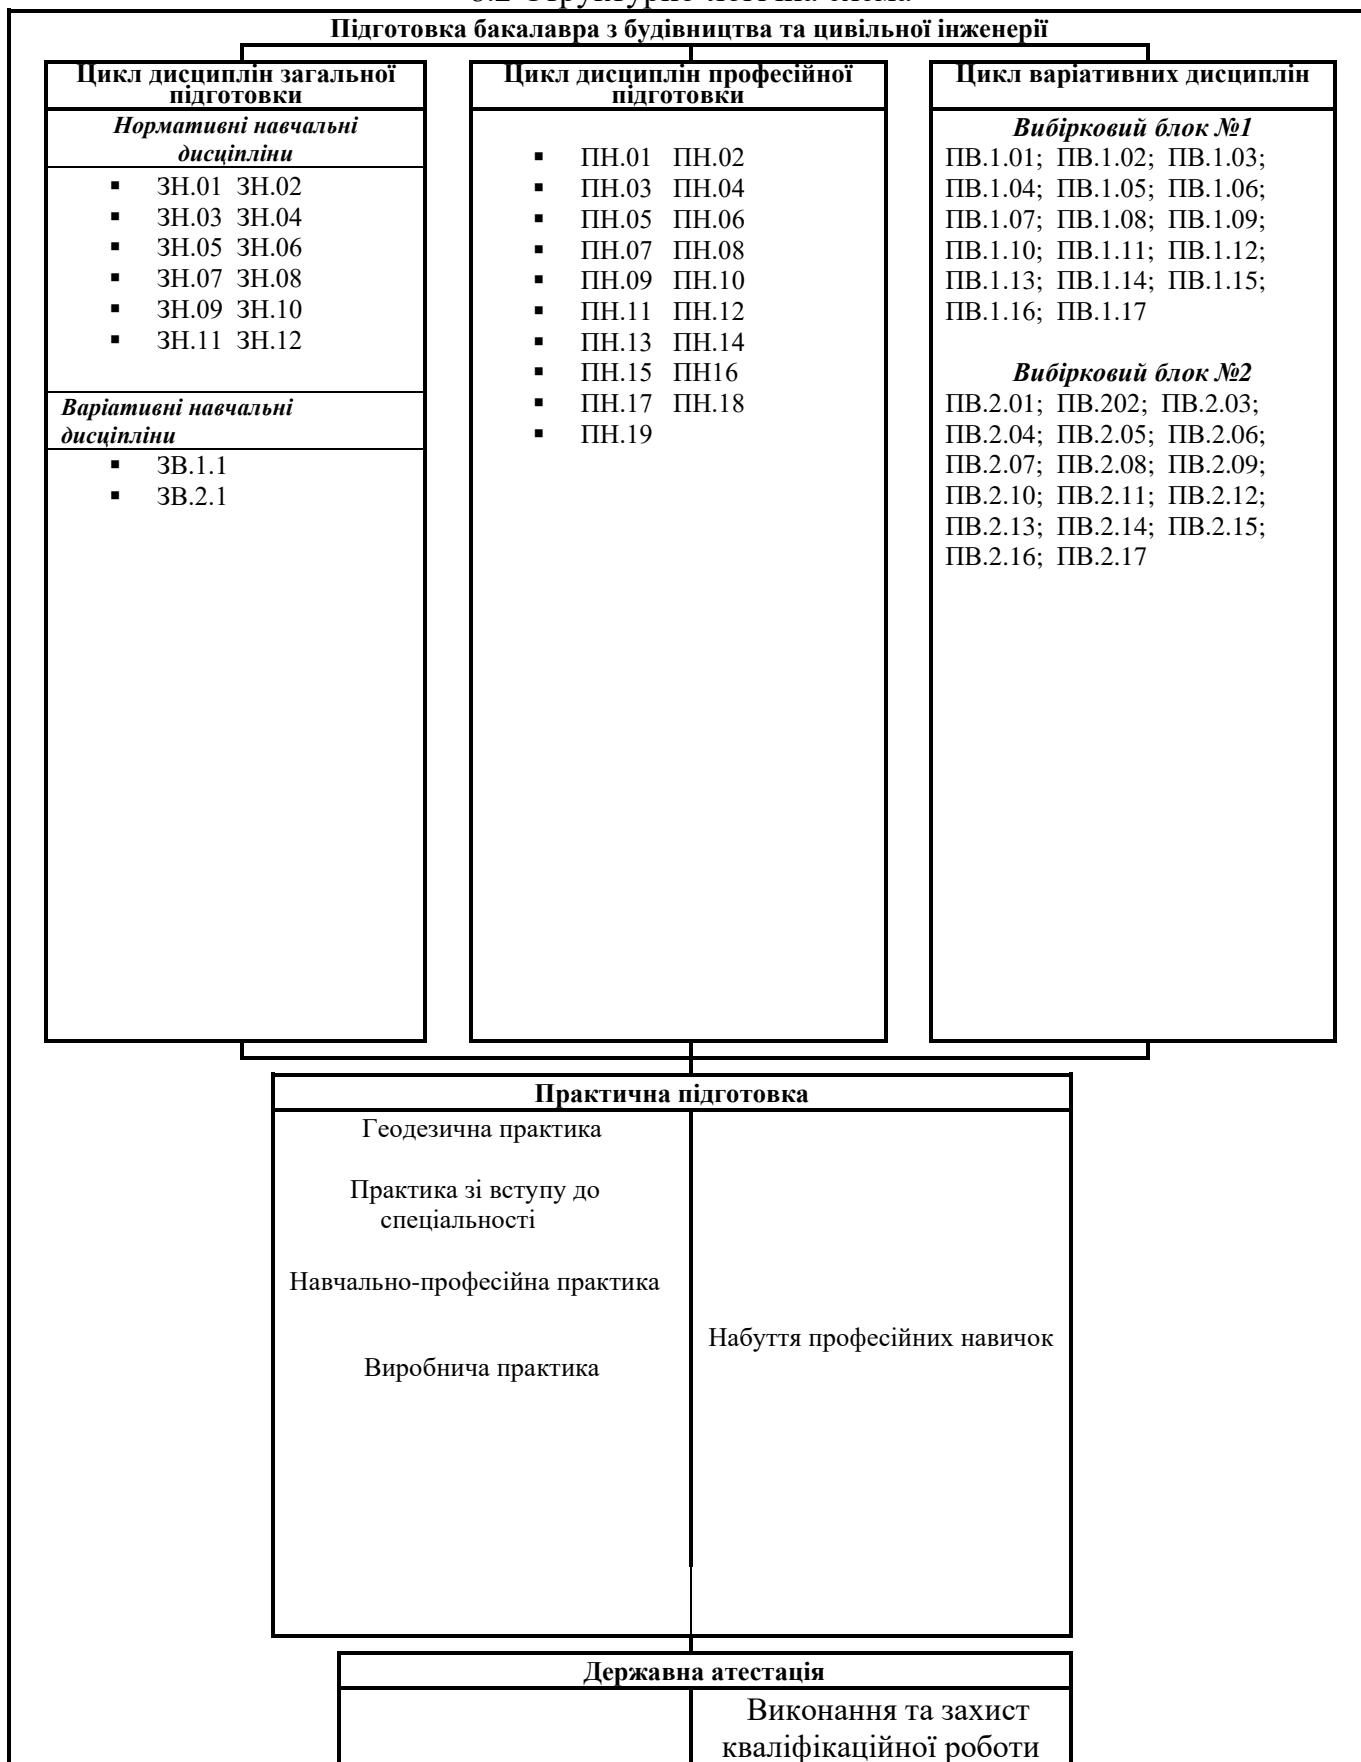 Підготовка бакалавра з будівництва та цивільної інженерії
Цикл дисциплін загальної
підготовки
Нормативні навчальні
дисціпліни
▪ ЗН.01 ЗН.02
▪ ЗН.03 ЗН.04
▪ ЗН.05 ЗН.06
▪ ЗН.07 ЗН.08
▪ ЗН.09 ЗН.10
▪ ЗН.11 ЗН.12
Варіативні навчальні
дисціпліни
▪ ЗВ.1.1
▪ ЗВ.2.1
Цикл дисциплін професійної
підготовки
▪ ПН.01 ПН.02
▪ ПН.03 ПН.04
▪ ПН.05 ПН.06
▪ ПН.07 ПН.08
▪ ПН.09 ПН.10
▪ ПН.11 ПН.12
▪ ПН.13 ПН.14
▪ ПН.15 ПН16
▪ ПН.17 ПН.18
▪ ПН.19
Цикл варіативних дисциплін
Вибірковий блок №1
ПВ.1.01; ПВ.1.02; ПВ.1.03;
ПВ.1.04; ПВ.1.05; ПВ.1.06;
ПВ.1.07; ПВ.1.08; ПВ.1.09;
ПВ.1.10; ПВ.1.11; ПВ.1.12;
ПВ.1.13; ПВ.1.14; ПВ.1.15;
ПВ.1.16; ПВ.1.17
Вибірковий блок №2
ПВ.2.01; ПВ.202; ПВ.2.03;
ПВ.2.04; ПВ.2.05; ПВ.2.06;
ПВ.2.07; ПВ.2.08; ПВ.2.09;
ПВ.2.10; ПВ.2.11; ПВ.2.12;
ПВ.2.13; ПВ.2.14; ПВ.2.15;
ПВ.2.16; ПВ.2.17
Практична підготовка
Геодезична практика
Практика зі вступу до
спеціальності
Навчально-професійна практика
Виробнича практика
Набуття професійних навичок
Державна атестація
Виконання та захист
кваліфікаційної роботи